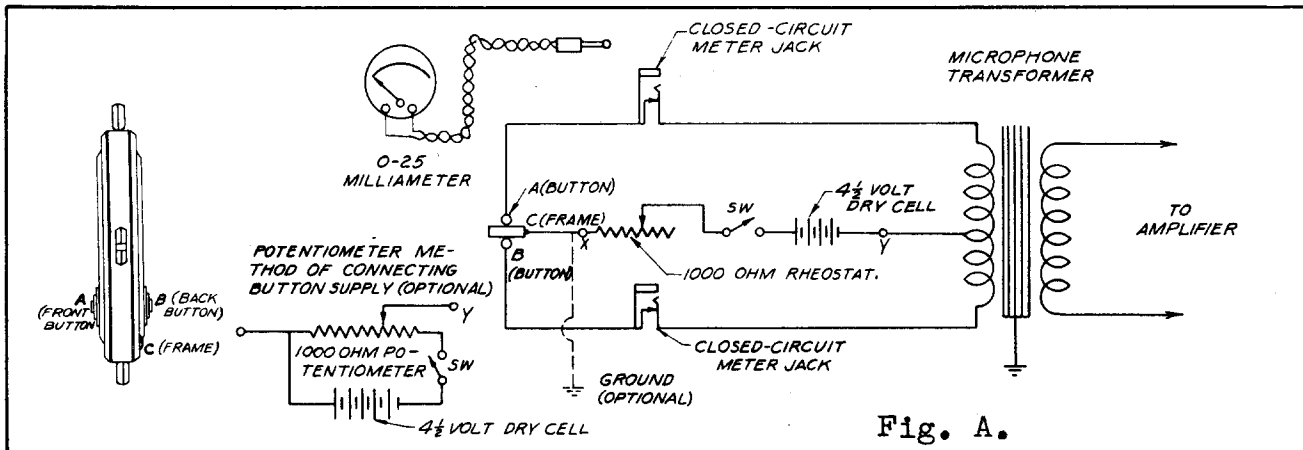 CLOSED-CIRCUIT
METER JACK
MICROPHONE
TRANSFORMER
0-25
MILLIAMETER
A (BUTTON)
C (FRAME)
X
B
(BUTTON)
SW
4½ VOLT
DRY CELL
Y
1000 OHM RHEOSTAT.
TO
AMPLIFIER
POTENTIOMETER ME-
THOD OF CONNECTING
BUTTON SUPPLY (OPTIONAL)
Y
A
(FRONT
BUTTON)
B (BACK
BUTTON)
C (FRAME)
1000 OHM PO-
TENTIOMETER
SW
4½ VOLT DRY CELL
GROUND
(OPTIONAL)
CLOSED-CIRCUIT
METER JACK
Fig. A.